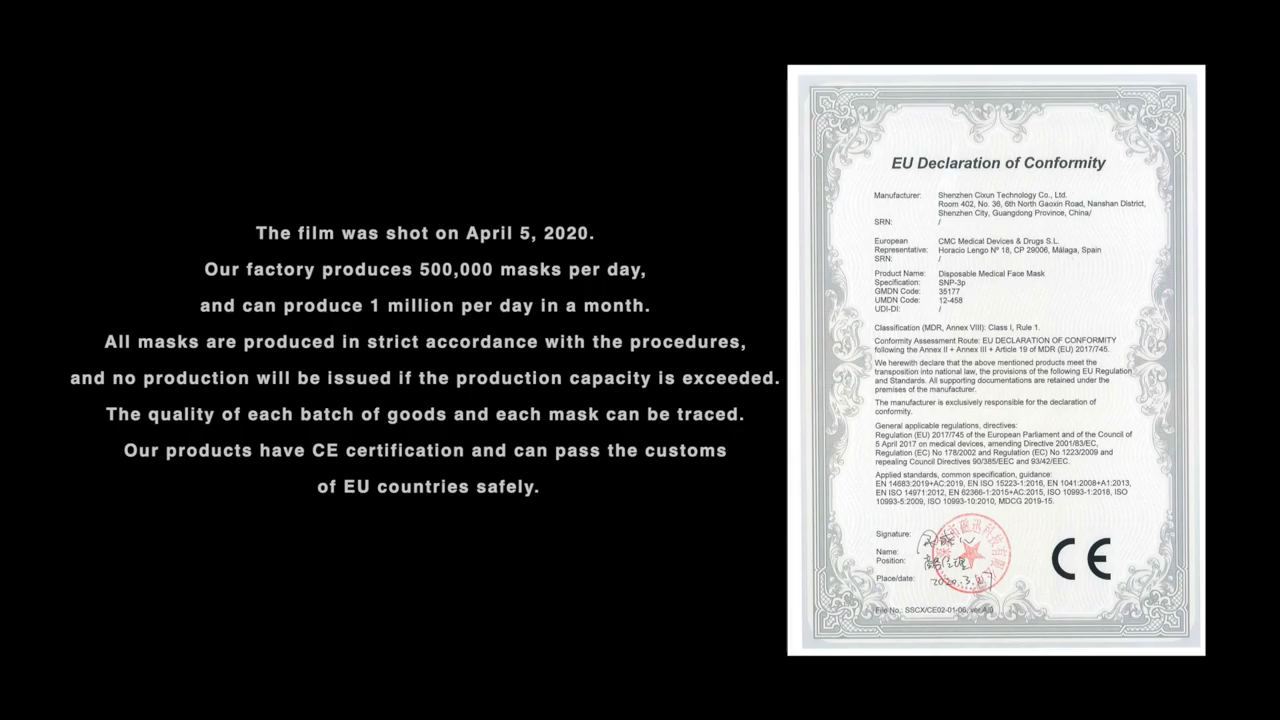 The film was shot on April 5, 2020.
Our factory produces 500,000 masks per day,
and can produce 1 million per day in a month.
All masks are produced in strict accordance with the procedures,
and no production will be issued if the production capacity is exceeded.
The quality of each batch of goods and each mask can be traced.
Our products have CE certification and can pass the customs
of EU countries safely.
EU Declaration of Conformity
Manufacturer: Shenzhen Cixun Technology Co., Ltd.
Room 402, No. 36, 6th North Gaoxin Road, Nanshan District,
Shenzhen City, Guangdong Province, China/
SRN: /
European CMC Medical Devices & Drugs S.L.
Representative: Horacio Lengo Nº 18, CP 29006, Málaga, Spain
SRN: /
Product Name: Disposable Medical Face Mask
Specification: SNP-3p
GMDN Code: 35177
UMDN Code: 12-458
UDI-DI: /
Classification (MDR, Annex VIII): Class I, Rule 1.
Conformity Assessment Route: EU DECLARATION OF CONFORMITY
following the Annex II + Annex III + Article 19 of MDR (EU) 2017/745.
We herewith declare that the above mentioned products meet the
transposition into national law, the provisions of the following EU Regulation
and Standards. All supporting documentations are retained under the
premises of the manufacturer.
The manufacturer is exclusively responsible for the declaration of
conformity.
General applicable regulations, directives:
Regulation (EU) 2017/745 of the European Parliament and of the Council of
5 April 2017 on medical devices, amending Directive 2001/83/EC,
Regulation (EC) No 178/2002 and Regulation (EC) No 1223/2009 and
repealing Council Directives 90/385/EEC and 93/42/EEC.
Applied standards, common specification, guidance:
EN 14683:2019+AC:2019, EN ISO 15223-1:2016, EN 1041:2008+A1:2013,
EN ISO 14971:2012, EN 62366-1:2015+AC:2015, ISO 10993-1:2018, ISO
10993-5:2009, ISO 10993-10:2010, MDCG 2019-15.
Signature:
Name:
Position:
Place/date:
CE
File No.: SSCX/CE02-01-06, ver A/0